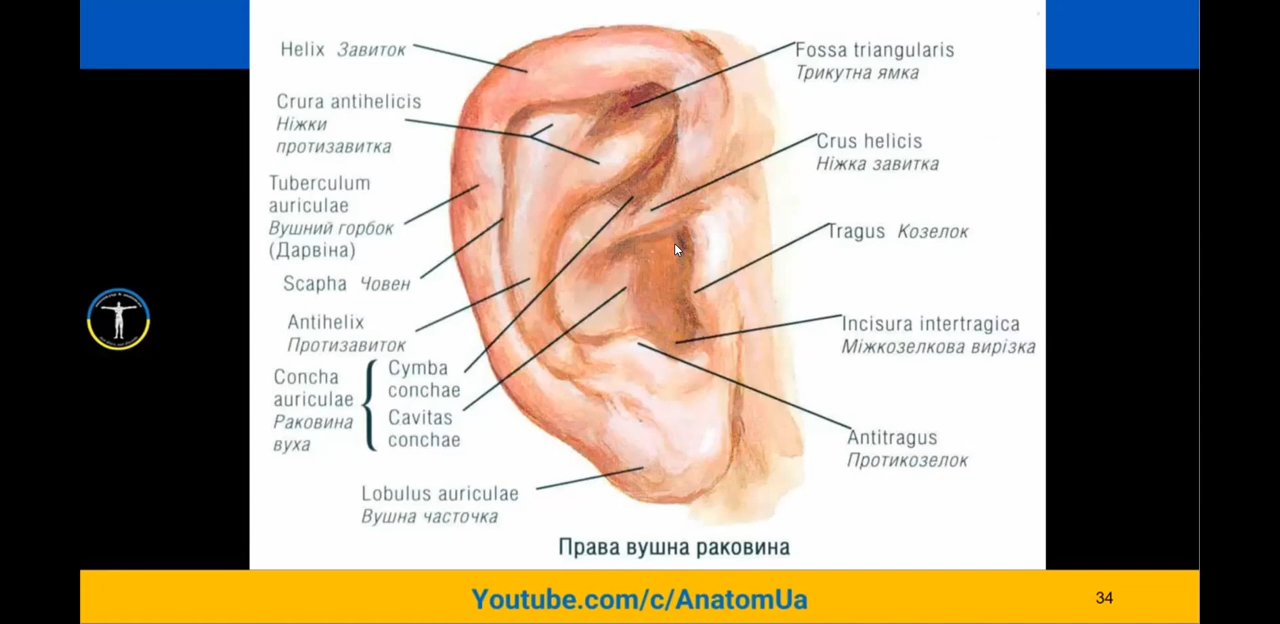 Helix Завиток
Crura antihelicis
Ніжки
протизавитка
Tuberculum
auriculae
Вушний горбок
(Дарвіна)
Scapha Човен
Antihelix
Протизавиток
Concha
auriculae
Раковина
вуха
Cymba
conchae
Cavitas
conchae
Lobulus auriculae
Вушна часточка
Fossa triangularis
Трикутна ямка
Crus helicis
Ніжка завитка
Tragus Козелок
Incisura intertragica
Міжкозелкова вирізка
Antitragus
Протикозелок
Права вушна раковина
Youtube.com/c/AnatomUa
34